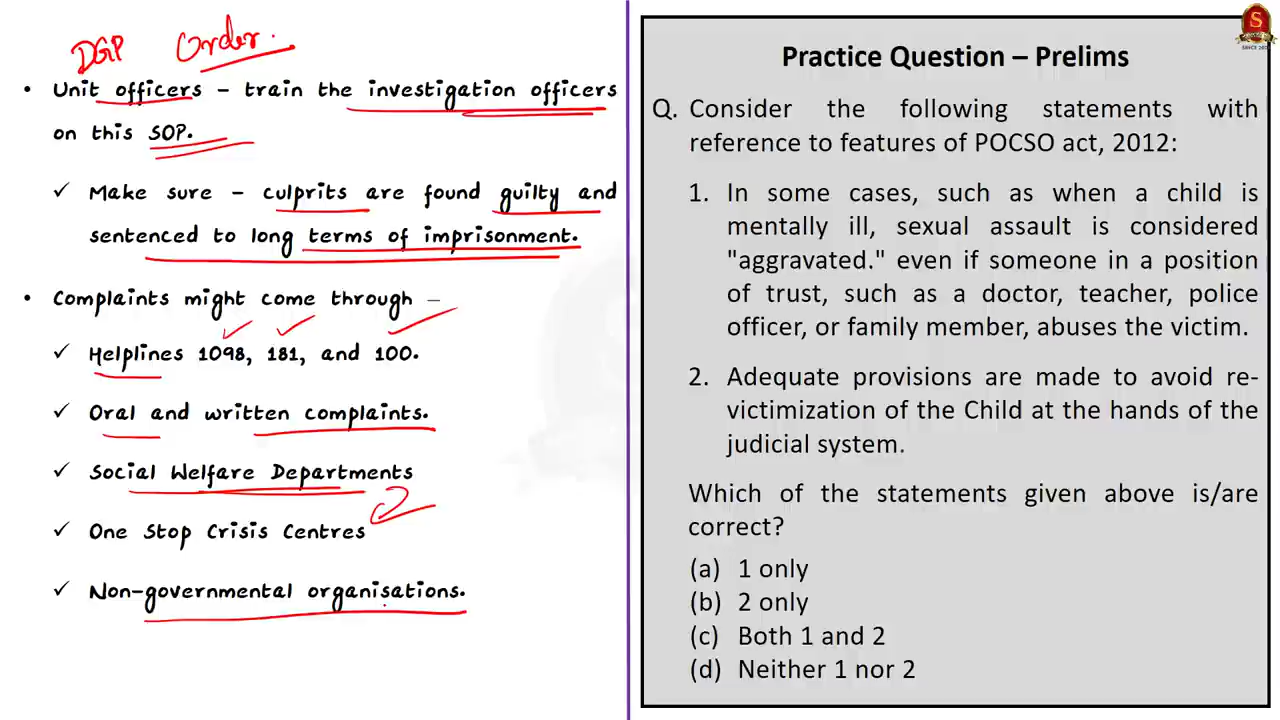 DGP Order.
• Unit officers – train the investigation officers
on this SOP.
✓ Make sure – culprits are found guilty and
sentenced to long terms of imprisonment.
• Complaints might come through –
✓ Helplines 1098, 181, and 100.
✓ Oral and written complaints.
✓ Social Welfare Departments
✓ One Stop Crisis Centres
✓ Non-governmental organisations.
Practice Question – Prelims
Q. Consider the following statements with
reference to features of POCSO act, 2012:
1. In some cases, such as when a child is
mentally ill, sexual assault is considered
"aggravated." even if someone in a position
of trust, such as a doctor, teacher, police
officer, or family member, abuses the victim.
2. Adequate provisions are made to avoid re-
victimization of the Child at the hands of the
judicial system.
Which of the statements given above is/are
correct?
(a) 1 only
(b) 2 only
(c) Both 1 and 2
(d) Neither 1 nor 2